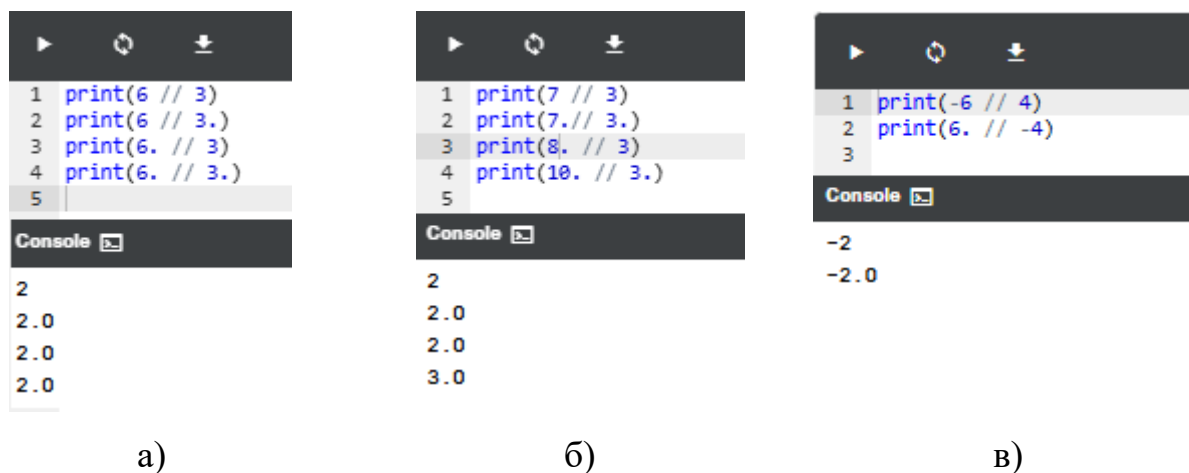 1 print(6 // 3)
2 print(6 // 3.)
3 print(6. // 3)
4 print(6. // 3.)
5
Console
2
2.0
2.0
2.0
а)
1 print(7 // 3)
2 print(7.// 3.)
3 print(8. // 3)
4 print(10. // 3.)
5
Console
2
2.0
2.0
3.0
б)
1 print(-6 // 4)
2 print(6. // -4)
3
Console
-2
-2.0
в)